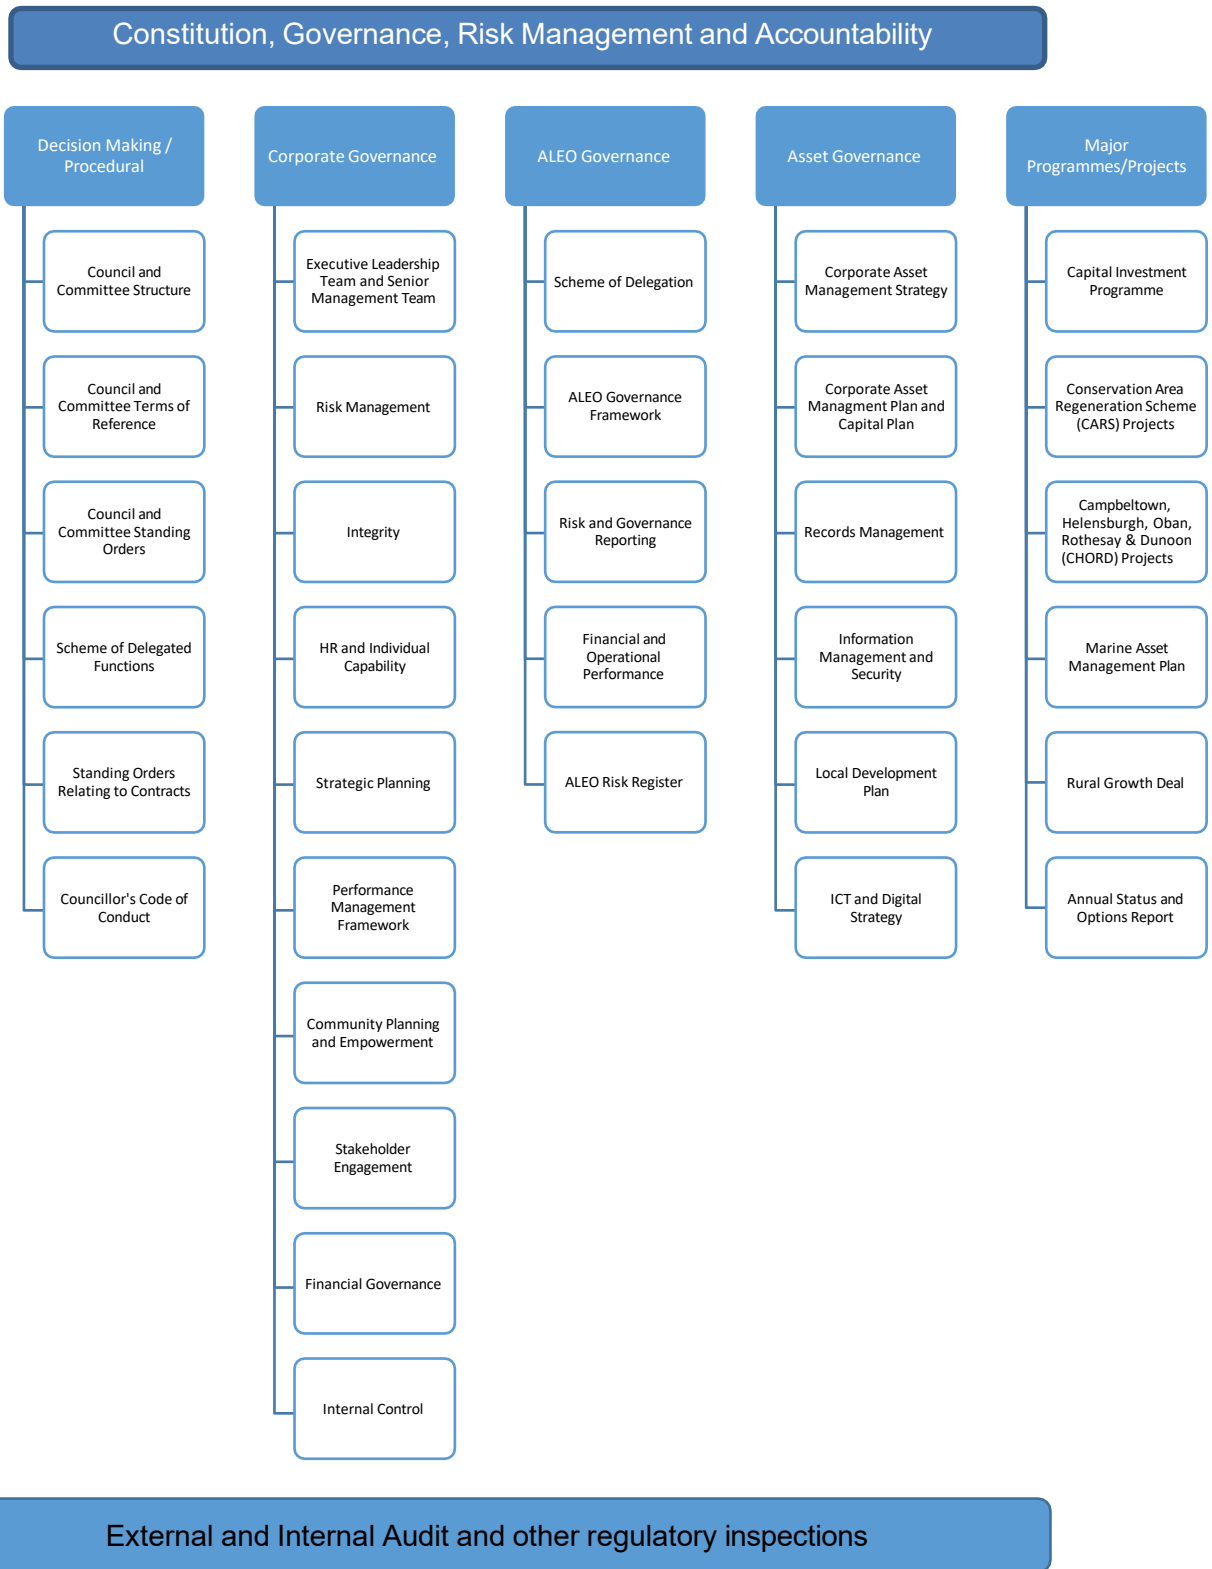 Constitution, Governance, Risk Management and Accountability
Decision Making /
Procedural
Council and
Committee Structure
Council and
Committee Terms of
Reference
Council and
Committee Standing
Orders
Scheme of Delegated
Functions
Standing Orders
Relating to Contracts
Councillor's Code of
Conduct
Corporate Governance
Executive Leadership
Team and Senior
Management Team
Risk Management
Integrity
HR and Individual
Capability
Strategic Planning
Performance
Management
Framework
Community Planning
and Empowerment
Stakeholder
Engagement
Financial Governance
Internal Control
ALEO Governance
Scheme of Delegation
ALEO Governance
Framework
Risk and Governance
Reporting
Financial and
Operational
Performance
ALEO Risk Register
Asset Governance
Corporate Asset
Management Strategy
Corporate Asset
Managment Plan and
Capital Plan
Records Management
Information
Management and
Security
Local Development
Plan
ICT and Digital
Strategy
Major
Programmes/Projects
Capital Investment
Programme
Conservation Area
Regeneration Scheme
(CARS) Projects
Campbeltown,
Helensburgh, Oban,
Rothesay & Dunoon
(CHORD) Projects
Marine Asset
Management Plan
Rural Growth Deal
Annual Status and
Options Report
External and Internal Audit and other regulatory inspections